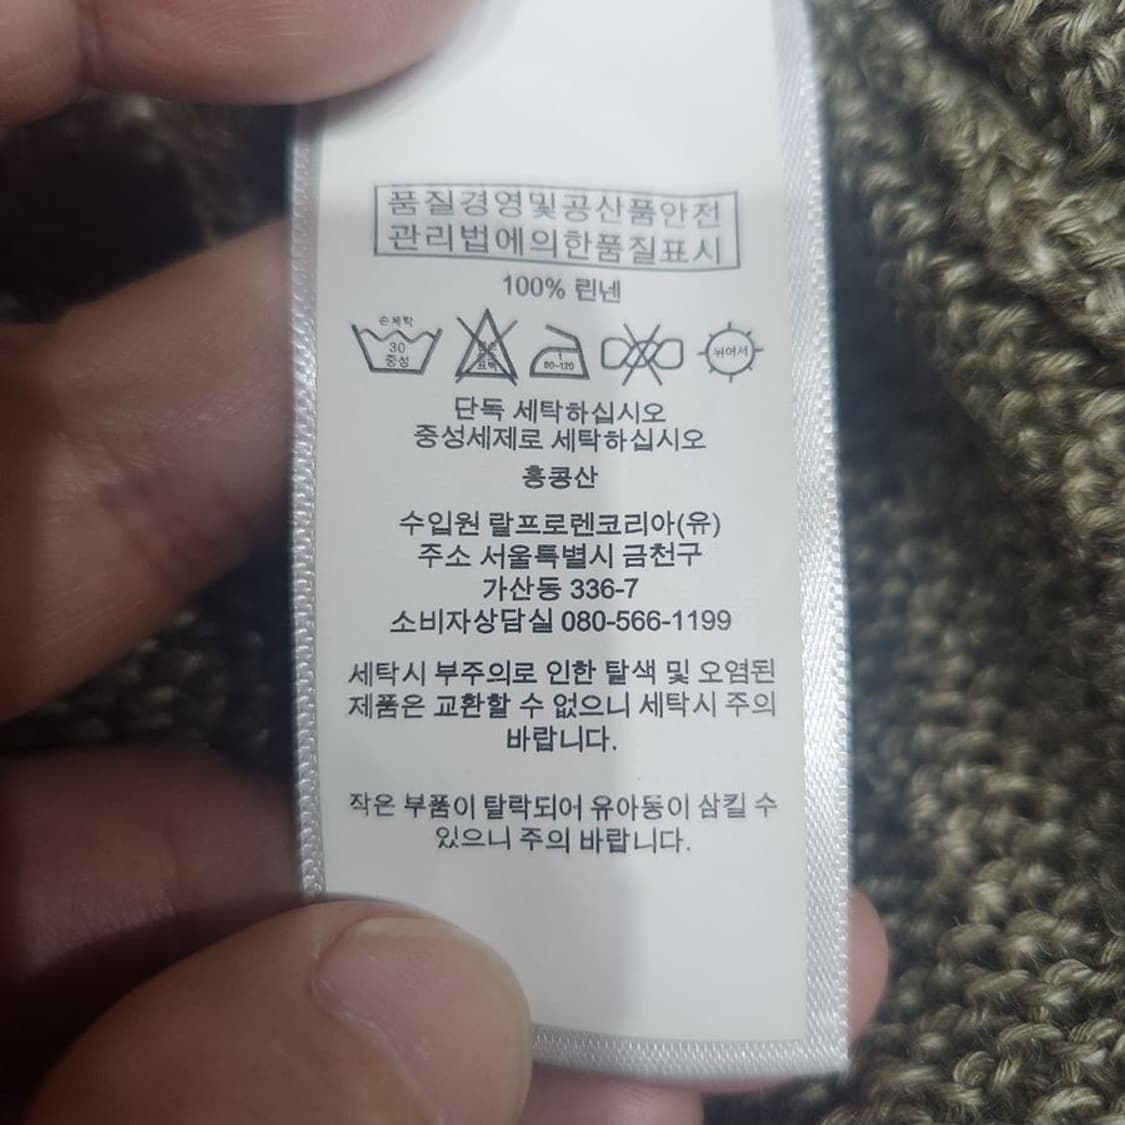 품질경영및공산품안전
관리법에의한품질표시
100% 린넨
손세탁
30
중성
1
80~120
뉘어서
단독 세탁하십시오
중성세제로 세탁하십시오
홍콩산
수입원 랄프로렌코리아(유)
주소 서울특별시 금천구
가산동 336-7
소비자상담실 080-566-1199
세탁시 부주의로 인한 탈색 및 오염된
제품은 교환할 수 없으니 세탁시 주의
바랍니다.
작은 부품이 탈락되어 유아동이 삼킬 수
있으니 주의 바랍니다.